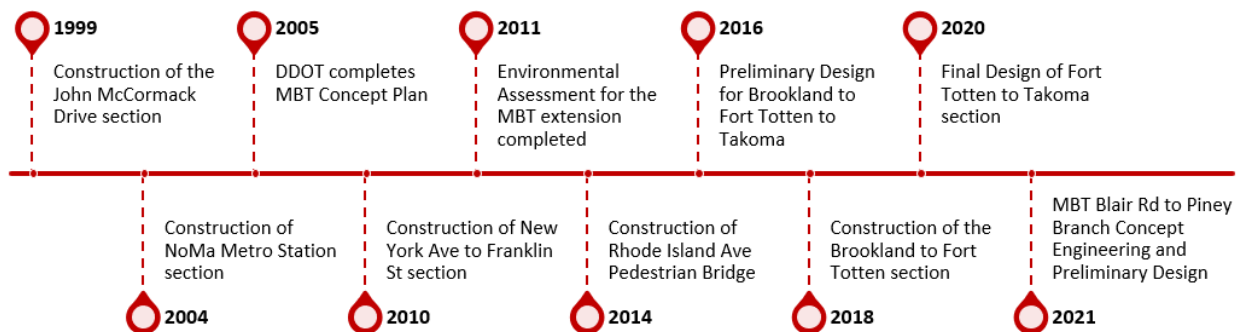 1999
Construction of the
John McCormack
Drive section
2005
DDOT completes
MBT Concept Plan
2011
Environmental
Assessment for the
MBT extension
completed
2016
Preliminary Design
for Brookland to
Fort Totten to
Takoma
2020
Final Design of Fort
Totten to Takoma
section
Construction of
NoMa Metro Station
section
2004
Construction of New
York Ave to Franklin
St section
2010
Construction of
Rhode Island Ave
Pedestrian Bridge
2014
Construction of the
Brookland to Fort
Totten section
2018
MBT Blair Rd to Piney
Branch Concept
Engineering and
Preliminary Design
2021